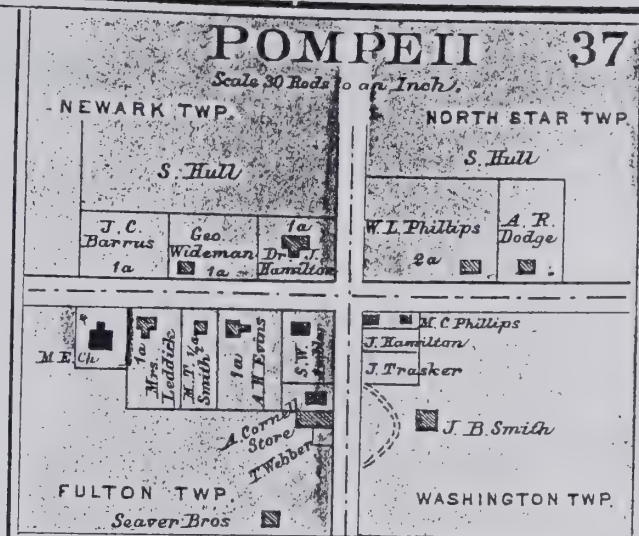 POMPEII 37
Scale 30 Rods to an Inch.
NEWARK TWP.
NORTH STAR TWP.
S. Hull
S. Hull
J. C.
Barrus
1a
Geo.
Wideman
1a
1a
Dr. J.
Hamilton
W. L. Phillips
2a
A. R.
Dodge
M. E. Ch
1a
Mrs.
Leddick
M. T. ¼a
Smith
1a
A H Evins
S. W.
M. C. Phillips
J. Hamilton
J. Trasker
A. Cornell
Store
T. Webber
J. B. Smith
FULTON TWP.
WASHINGTON TWP.
Seaver Bros